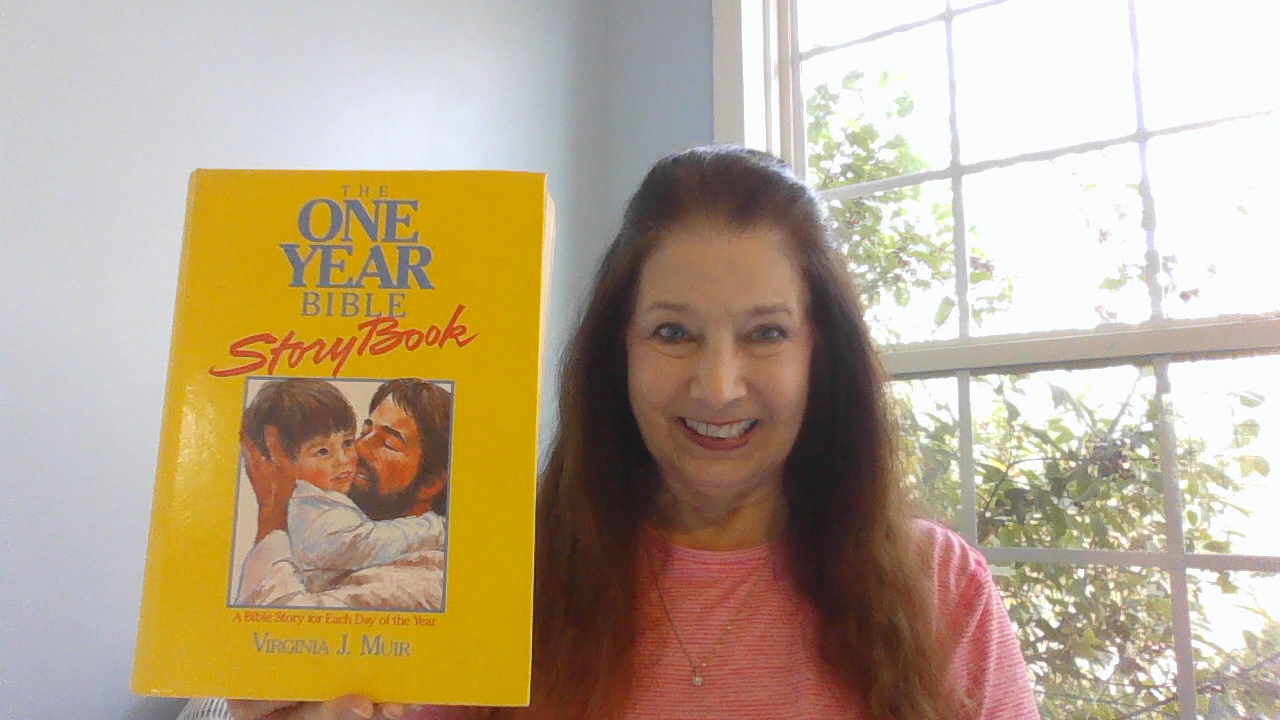 THE
ONE
YEAR
BIBLE
StoryBook
A Bible Story for Each Day of the Year
VIRGINIA J. MUIR